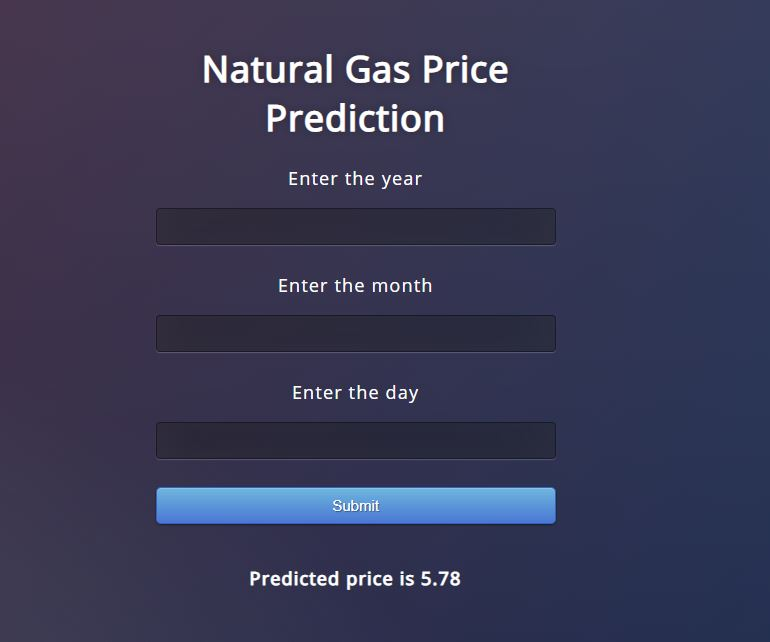 Natural Gas Price
Prediction
Enter the year
Enter the month
Enter the day
Submit
Predicted price is 5.78